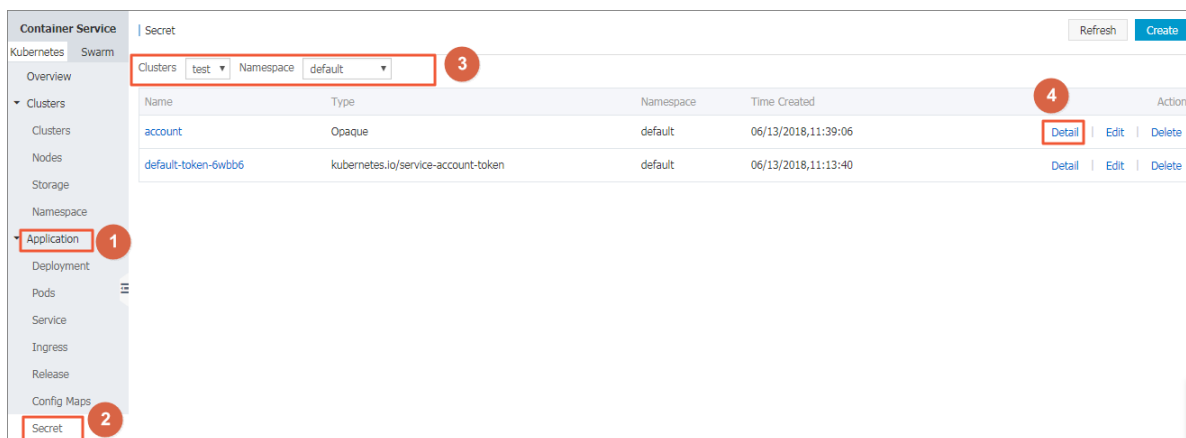 Container Service
Kubernetes Swarm
Overview
Clusters
Clusters
Nodes
Storage
Namespace
Application 1
Deployment
Pods
Service
Ingress
Release
Config Maps
Secret 2
Secret Refresh Create
Clusters test Namespace default 3
4
Name Type Namespace Time Created Action
account Opaque default 06/13/2018,11:39:06 Detail | Edit | Delete
default-token-6wbb6 kubernetes.io/service-account-token default 06/13/2018,11:13:40 Detail | Edit | Delete